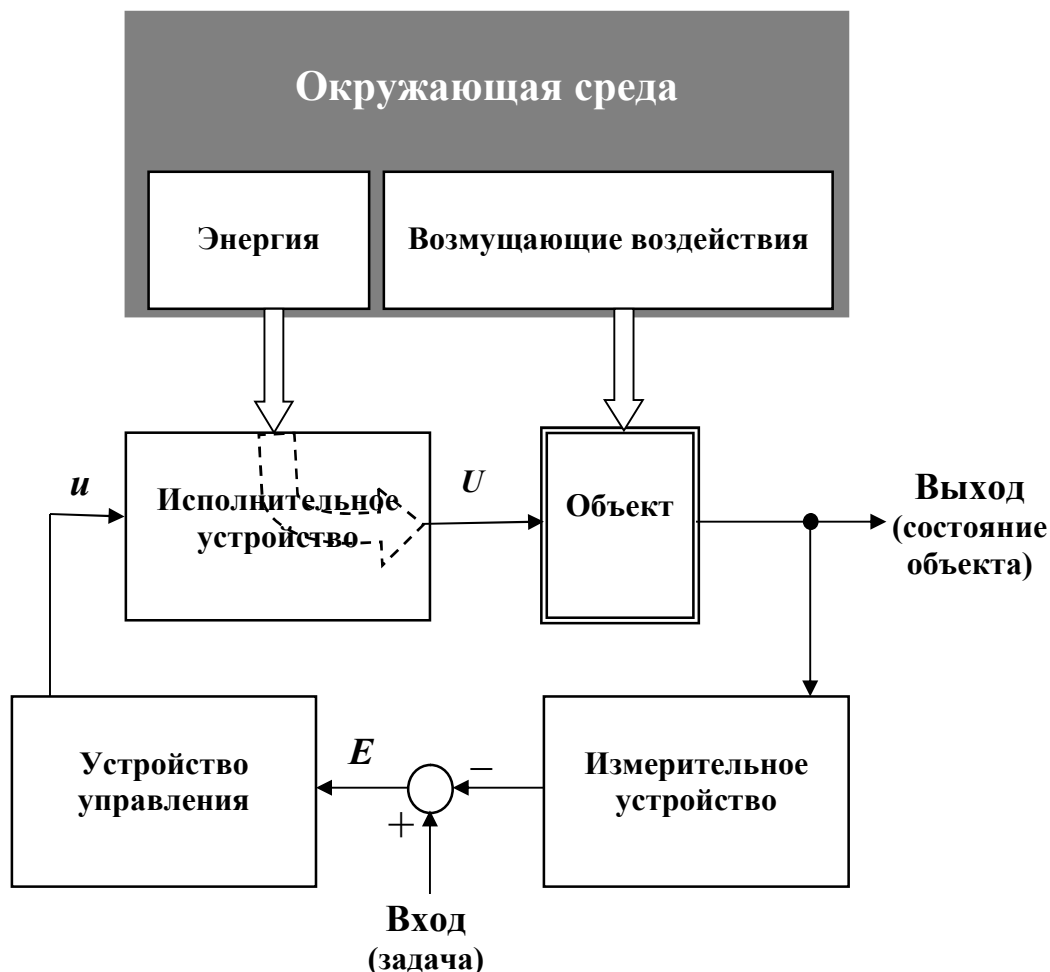 Окружающая среда
Энергия
Возмущающие воздействия
u
Исполнительное
устройство
U
Объект
Выход
(состояние
объекта)
Устройство
управления
E
−
+
Измерительное
устройство
Вход
(задача)